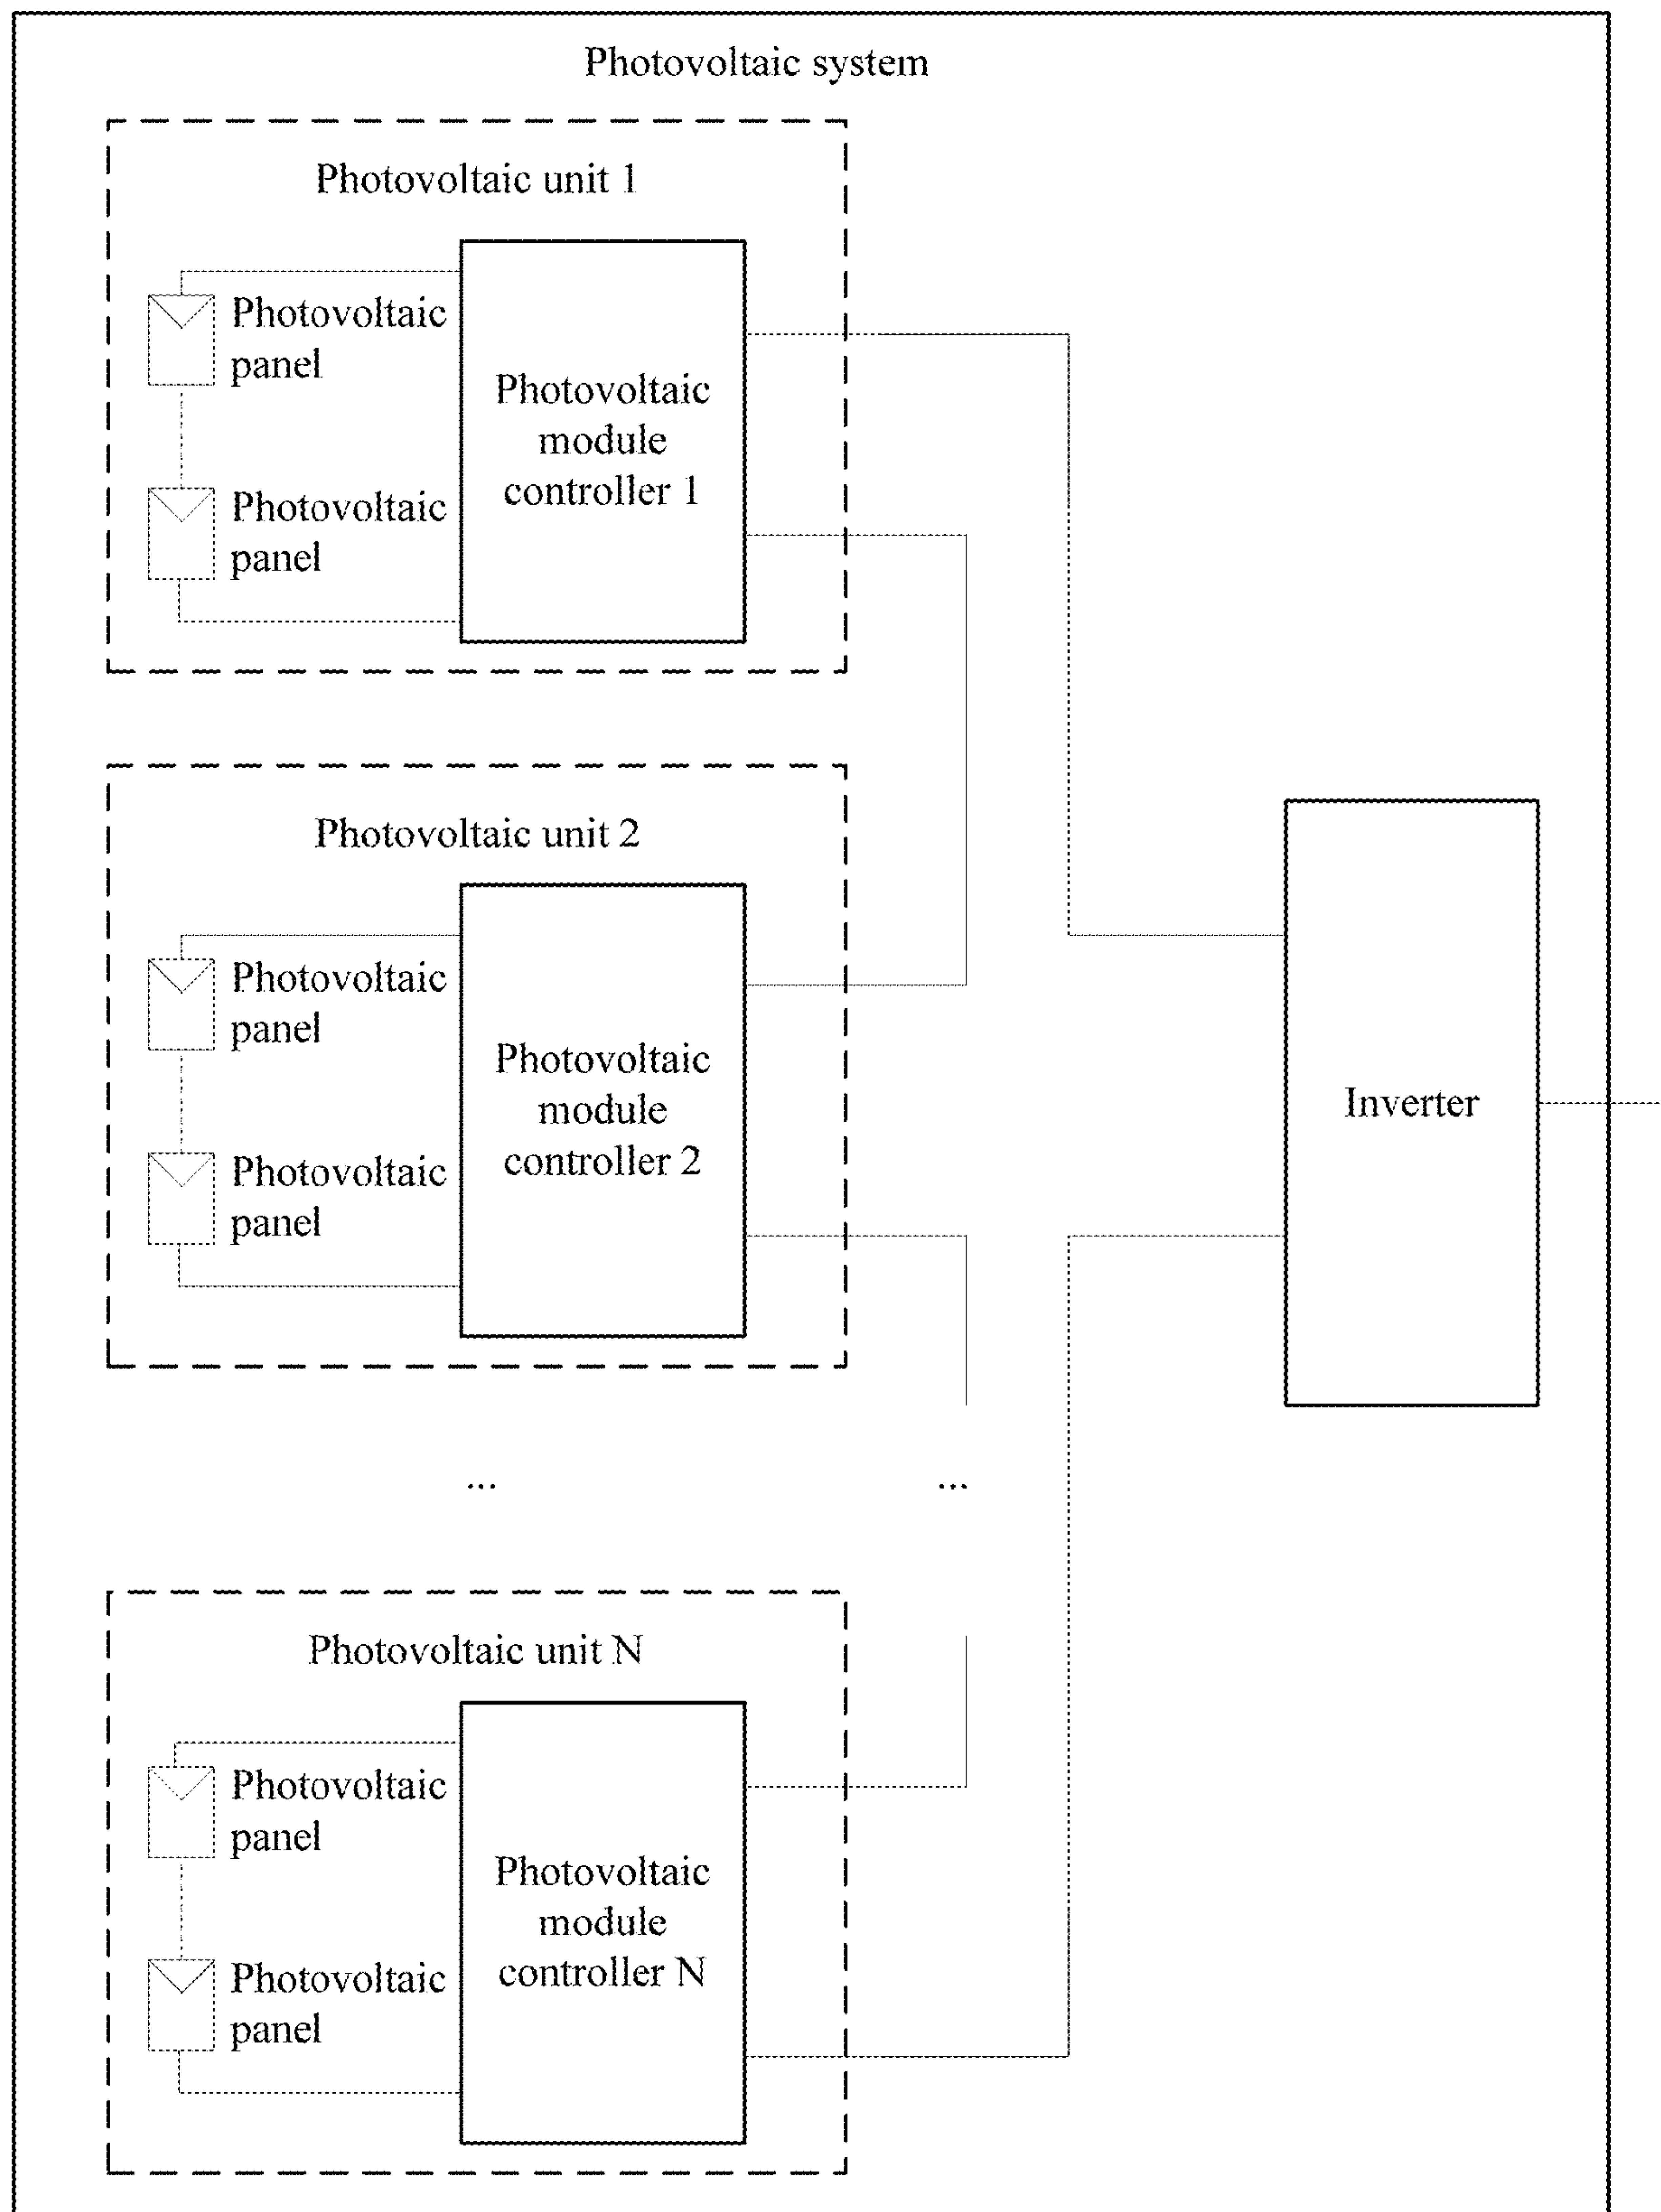 Photovoltaic system
Photovoltaic unit 1
Photovoltaic
panel
Photovoltaic
panel
Photovoltaic
module
controller 1
Photovoltaic unit 2
Photovoltaic
panel
Photovoltaic
panel
Photovoltaic
module
controller 2
Inverter
... ...
Photovoltaic unit N
Photovoltaic
panel
Photovoltaic
panel
Photovoltaic
module
controller N